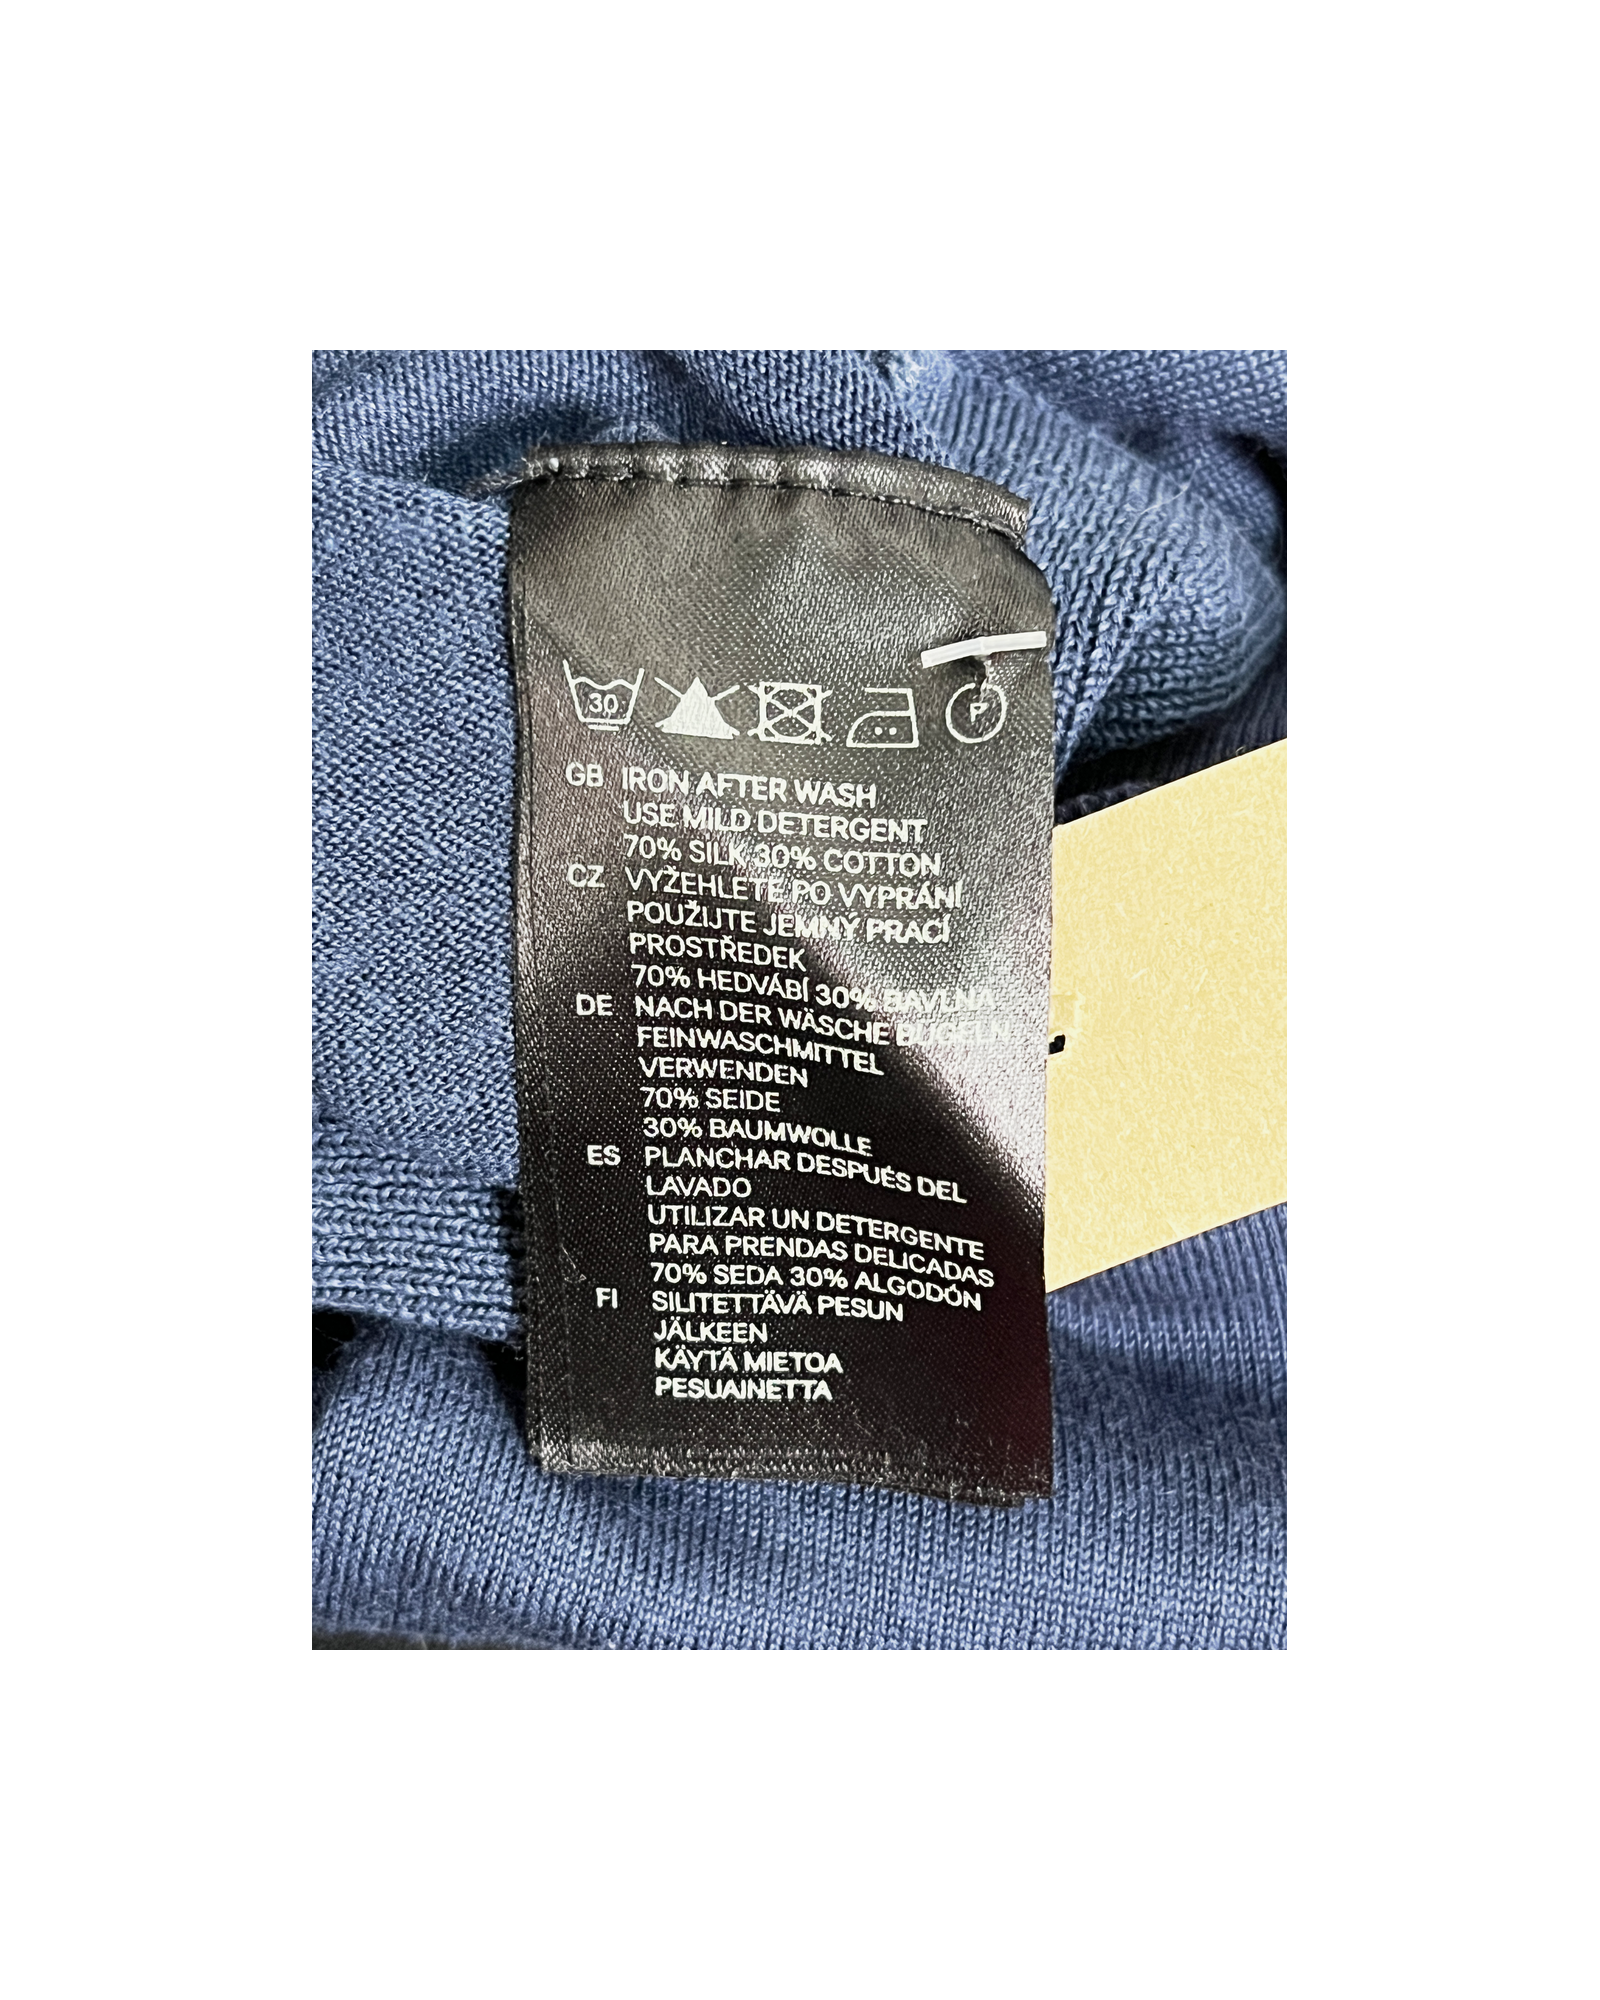 30
P
GB IRON AFTER WASH
USE MILD DETERGENT
70% SILK 30% COTTON
CZ VYŽEHLETE PO VYPRÁNÍ
POUŽIJTE JEMNÝ PRACÍ
PROSTŘEDEK
70% HEDVÁBÍ 30% BAVLNA
DE NACH DER WÄSCHE BÜGELN
FEINWASCHMITTEL
VERWENDEN
70% SEIDE
30% BAUMWOLLE
ES PLANCHAR DESPUÉS DEL
LAVADO
UTILIZAR UN DETERGENTE
PARA PRENDAS DELICADAS
70% SEDA 30% ALGODÓN
FI SILITETTÄVÄ PESUN
JÄLKEEN
KÄYTÄ MIETOA
PESUAINETTA